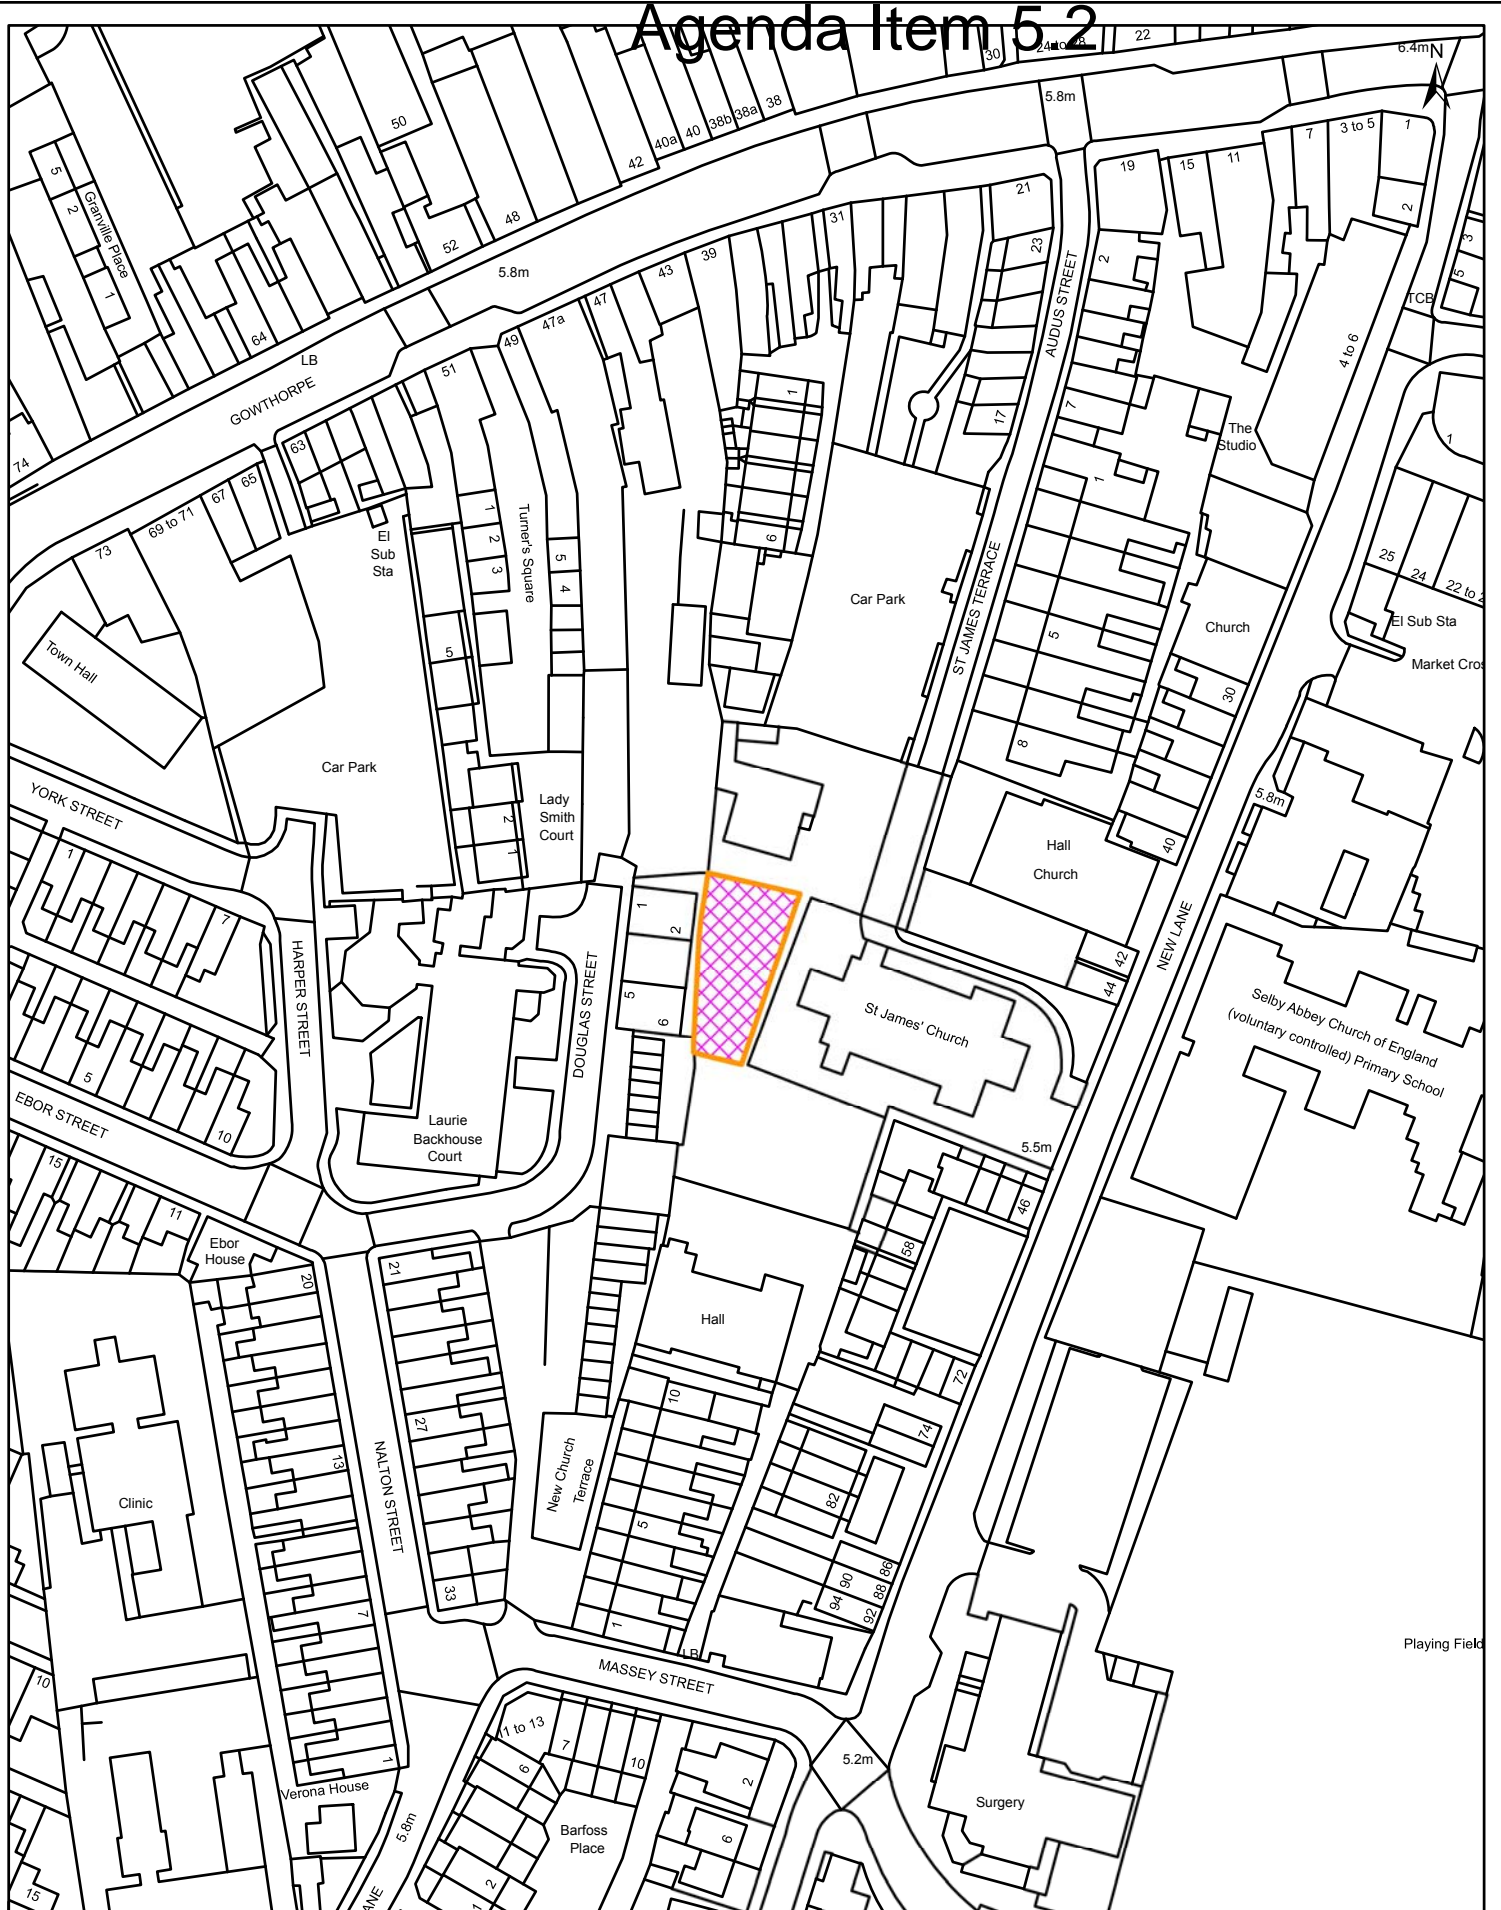 Agenda Item 5.2
30
24 to 28
22
6.4m
N
5.8m
50
38
38a
38b
40
40a
42
48
52
5
2
Granville Place
1
64
74
LB
GOWTHORPE
5.8m
1
3 to 5
7
11
15
19
2
21
23
31
39
43
47
47a
49
51
63
65
67
69 to 71
73
AUDUS STREET
2
7
17
4 to 6
TCB
3
5
1
The
Studio
El
Sub
Sta
Turner's Square
1
2
3
5
4
5
1
6
Car Park
ST JAMES TERRACE
1
5
8
Church
30
40
25
24
El Sub Sta
5.8m
Town Hall
Car Park
Lady
Smith
Court
2
1
YORK STREET
1
7
Hall
Church
42
44
NEW LANE
HARPER STREET
DOUGLAS STREET
1
2
5
6
St James' Church
Selby Abbey Church of England
(voluntary controlled) Primary School
5
10
EBOR STREET
15
11
Laurie
Backhouse
Court
5.5m
46
58
Ebor
House
20
21
Hall
72
74
10
27
13
NALTON STREET
New Church
Terrace
5
82
Clinic
33
7
1
90
94
86
88
92
LB
MASSEY STREET
Playing Field
10
11 to 13
7
10
6
2
5.2m
1
Verona House
5.8m
Barfoss
Place
6
Surgery
2
1
15